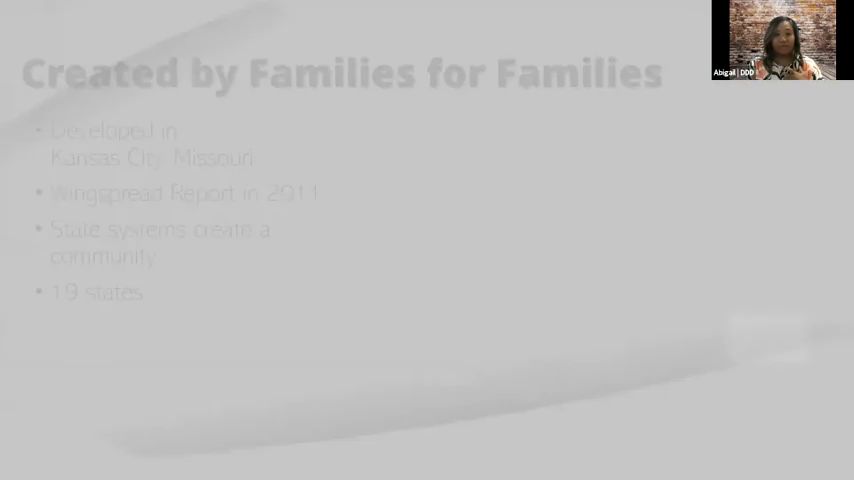 Created by Families for Families
• Developed in
Kansas City, Missouri
• Wingspread Report in 2011
• State systems create a
community
• 19 states
Abigail | DDD